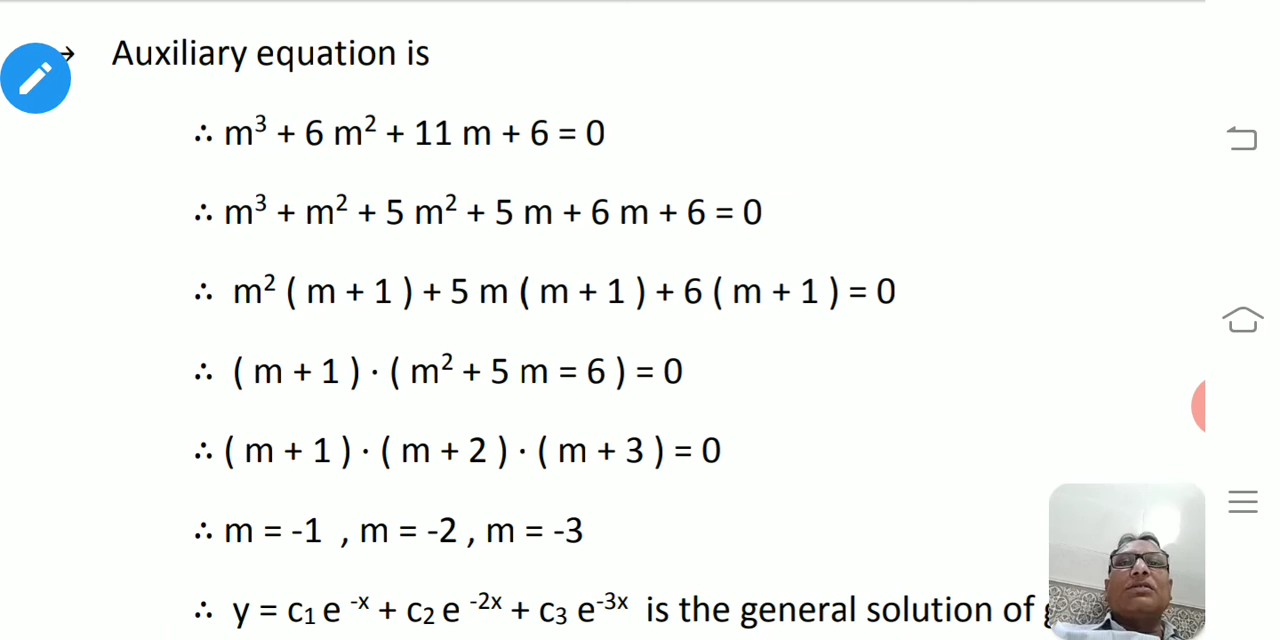 Auxiliary equation is
∴ m³ + 6 m² + 11 m + 6 = 0
∴ m³ + m² + 5 m² + 5 m + 6 m + 6 = 0
∴ m² ( m + 1 ) + 5 m ( m + 1 ) + 6 ( m + 1 ) = 0
∴ ( m + 1 ) · ( m² + 5 m = 6 ) = 0
∴ ( m + 1 ) · ( m + 2 ) · ( m + 3 ) = 0
∴ m = -1 , m = -2 , m = -3
∴ y = c₁ e ⁻ˣ + c₂ e ⁻²ˣ + c₃ e⁻³ˣ is the general solution of